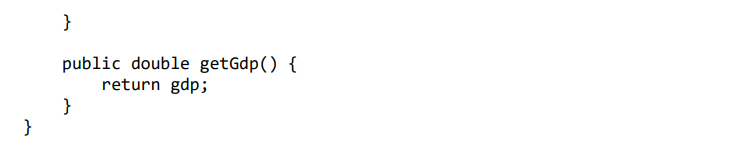 }

    public double getGdp() {
        return gdp;
    }
}